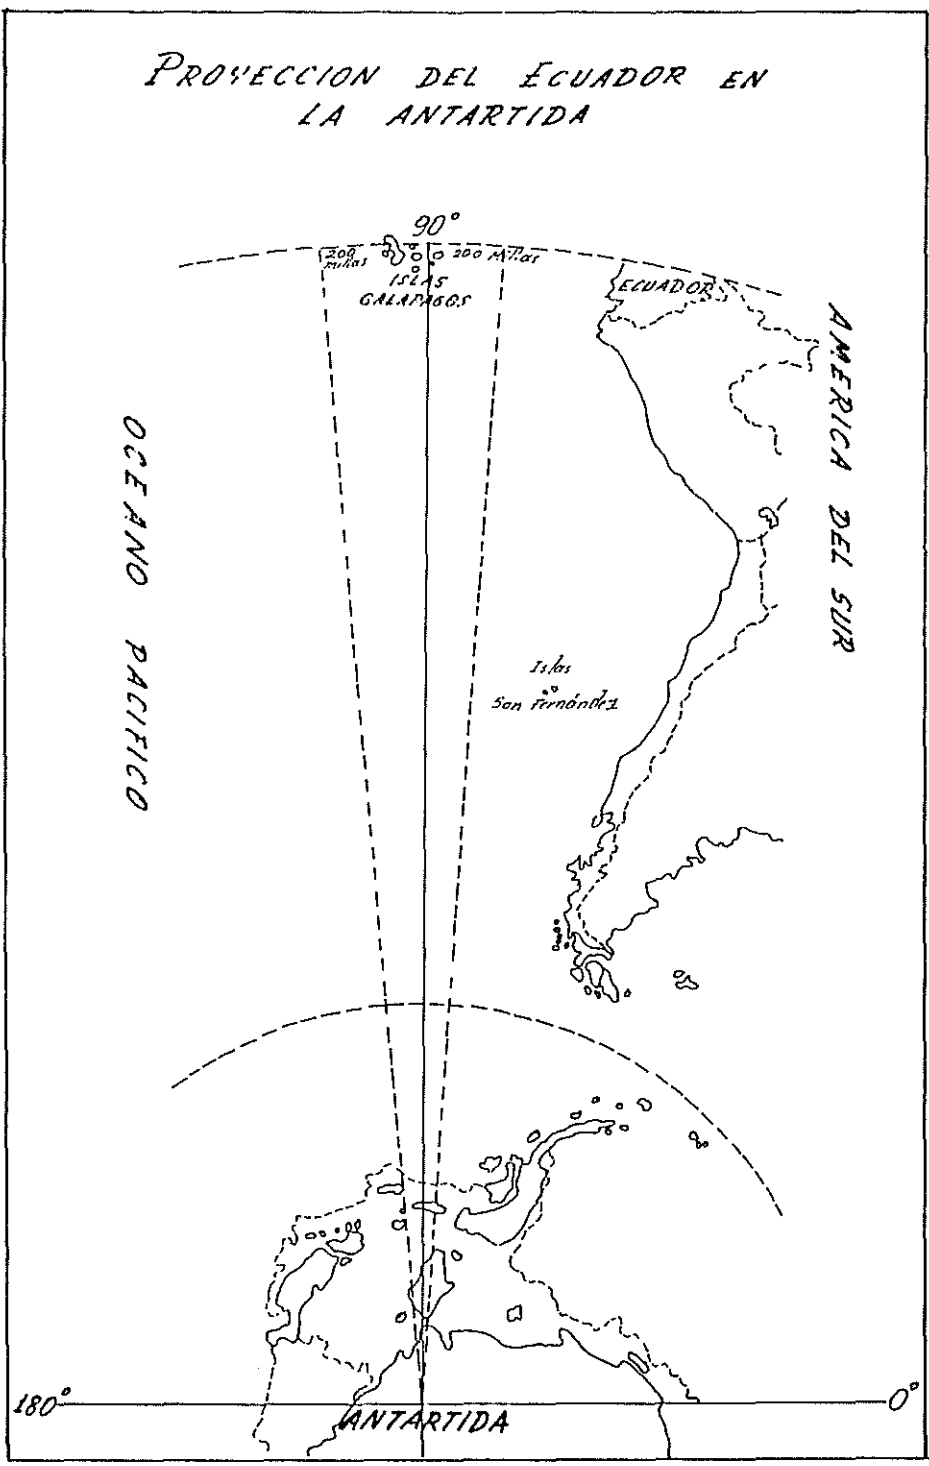 PROYECCION DEL ECUADOR EN
LA ANTARTIDA
90°
200
millas
200 Millas
ISLAS
GALAPAGOS
ECUADOR
AMERICA DEL SUR
OCEANO PACIFICO
Islas
San Fernández
180°
0°
ANTARTIDA